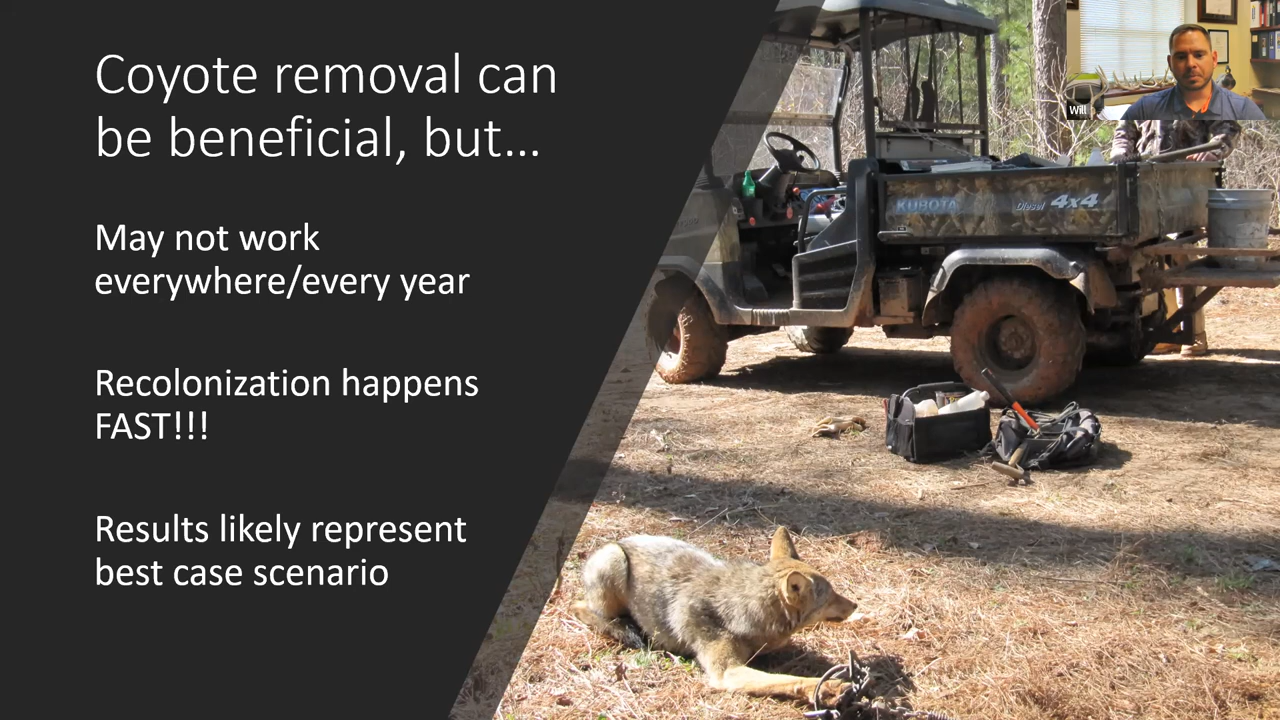 Coyote removal can
be beneficial, but...
May not work
everywhere/every year
Recolonization happens
FAST!!!
Results likely represent
best case scenario
Will
KUBOTA
Diesel 4x4